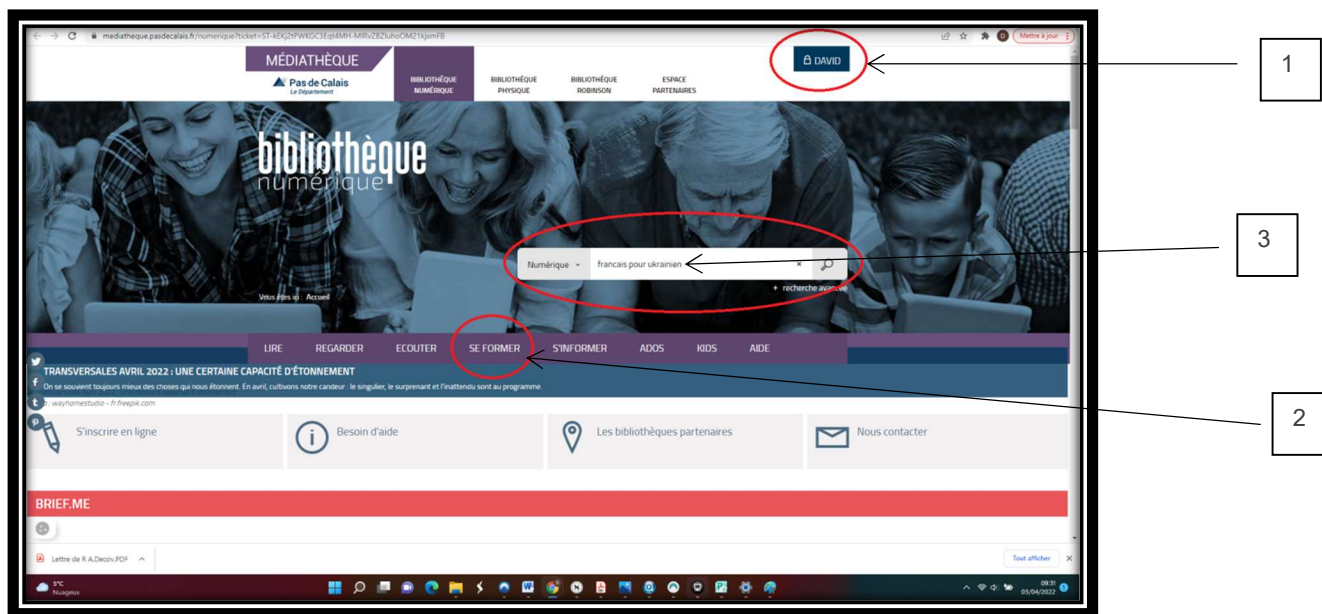 mediatheque.pasdecalais.fr/numerique?ticket=ST-kEKj2tPWKGC3Eqt4MH-MIRvZ8ZluhoOM21kjximFB
Mettre à jour
MÉDIATHÈQUE
Pas de Calais
Le Département
BIBLIOTHÈQUE NUMÉRIQUE
BIBLIOTHÈQUE PHYSIQUE
BIBLIOTHÈQUE ROBINSON
ESPACE PARTENAIRES
DAVID
1
bibliothèque
numérique
Numérique
francais pour ukrainien
×
3
+ recherche avancée
Vous êtes ici : Accueil
LIRE REGARDER ECOUTER SE FORMER S'INFORMER ADOS KIDS AIDE
TRANSVERSALES AVRIL 2022 : UNE CERTAINE CAPACITÉ D'ÉTONNEMENT
On se souvient toujours mieux des choses qui nous étonnent. En avril, cultivons notre candeur : le singulier, le surprenant et l'inattendu sont au programme.
: wayhomestudio - fr.freepik.com
2
S'inscrire en ligne
Besoin d'aide
Les bibliothèques partenaires
Nous contacter
BRIEF.ME
Lettre de R A.Decov.PDF
Tout afficher
5°C
Nuageux
09:31
03/04/2022